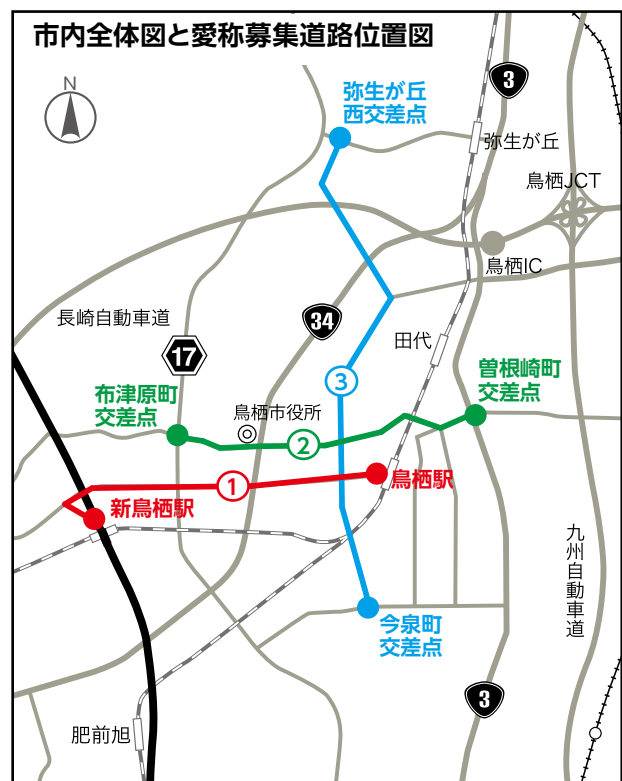 市内全体図と愛称募集道路位置図
N
3
弥生が丘
西交差点
弥生が丘
鳥栖JCT
鳥栖IC
長崎自動車道
34
17
田代
3
布津原町
交差点
鳥栖市役所
曽根崎町
交差点
2
1
鳥栖駅
新鳥栖駅
九州自動車道
今泉町
交差点
3
肥前旭